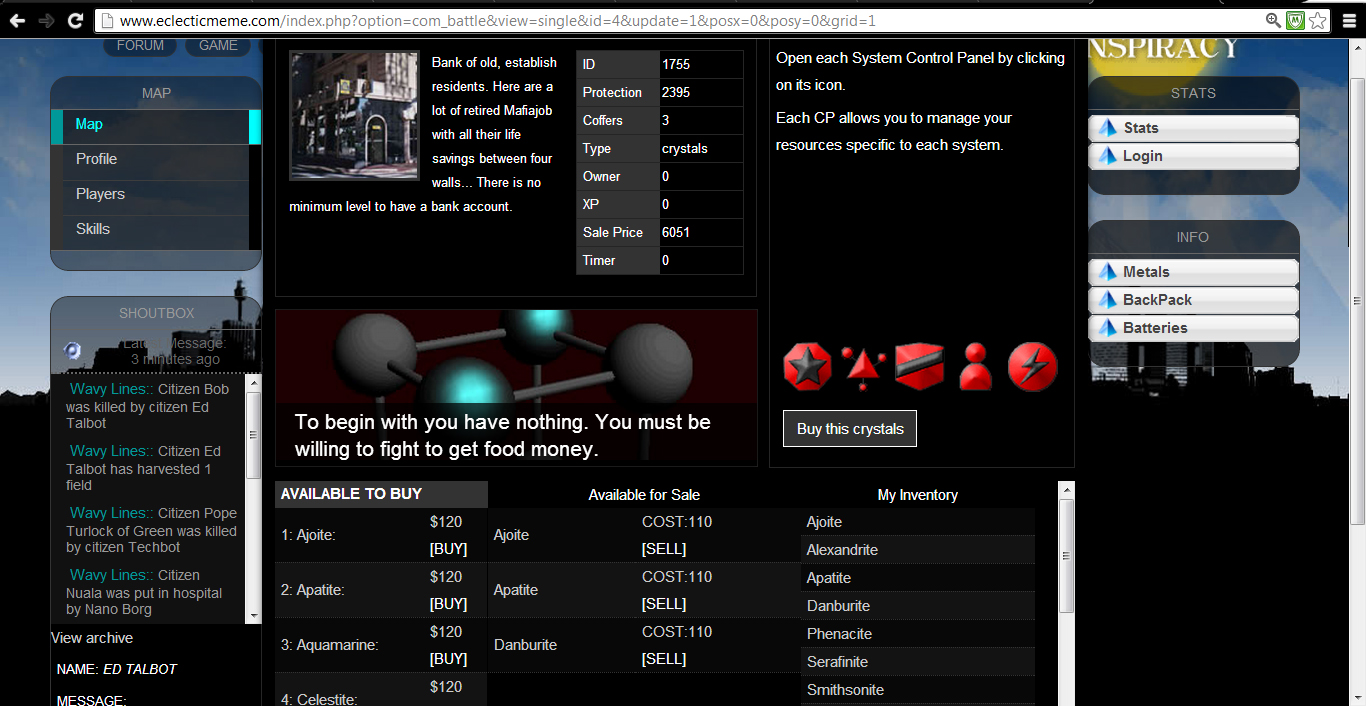 www.eclecticmeme.com/index.php?option=com_battle&view=single&id=4&update=1&posx=0&posy=0&grid=1
FORUM
GAME
MAP
Map
Profile
Players
Skills
SHOUTBOX
Latest Message:
3 minutes ago
Wavy Lines:: Citizen Bob
was killed by citizen Ed
Talbot
Wavy Lines:: Citizen Ed
Talbot has harvested 1
field
Wavy Lines:: Citizen Pope
Turlock of Green was killed
by citizen Techbot
Wavy Lines:: Citizen
Nuala was put in hospital
by Nano Borg
View archive
NAME: ED TALBOT
MESSAGE:
Bank of old, establish
residents. Here are a
lot of retired Mafiajob
with all their life
savings between four
walls... There is no
minimum level to have a bank account.
ID 1755
Protection 2395
Coffers 3
Type crystals
Owner 0
XP 0
Sale Price 6051
Timer 0
To begin with you have nothing. You must be
willing to fight to get food money.
Open each System Control Panel by clicking
on its icon.
Each CP allows you to manage your
resources specific to each system.
Buy this crystals
AVAILABLE TO BUY
1: Ajoite: $120
[BUY]
2: Apatite: $120
[BUY]
3: Aquamarine: $120
[BUY]
4: Celestite: $120
Available for Sale
Ajoite COST:110
[SELL]
Apatite COST:110
[SELL]
Danburite COST:110
[SELL]
My Inventory
Ajoite
Alexandrite
Apatite
Danburite
Phenacite
Serafinite
Smithsonite
NSPIRACY
STATS
Stats
Login
INFO
Metals
BackPack
Batteries